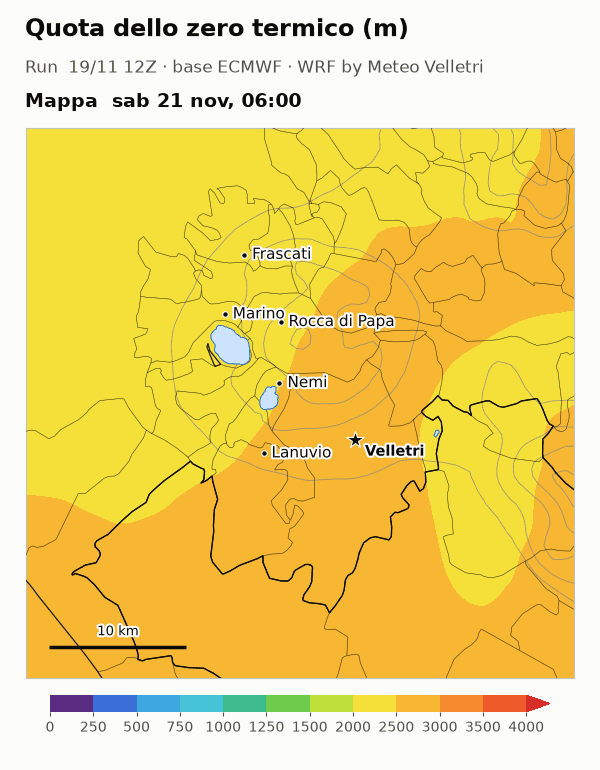 Quota dello zero termico (m)
Run  19/11 12Z · base ECMWF · WRF by Meteo Velletri
Mappa  sab 21 nov, 06:00
Frascati
Marino
Rocca di Papa
Nemi
Velletri
Lanuvio
10 km
0 250 500 750 1000 1250 1500 2000 2500 3000 3500 4000